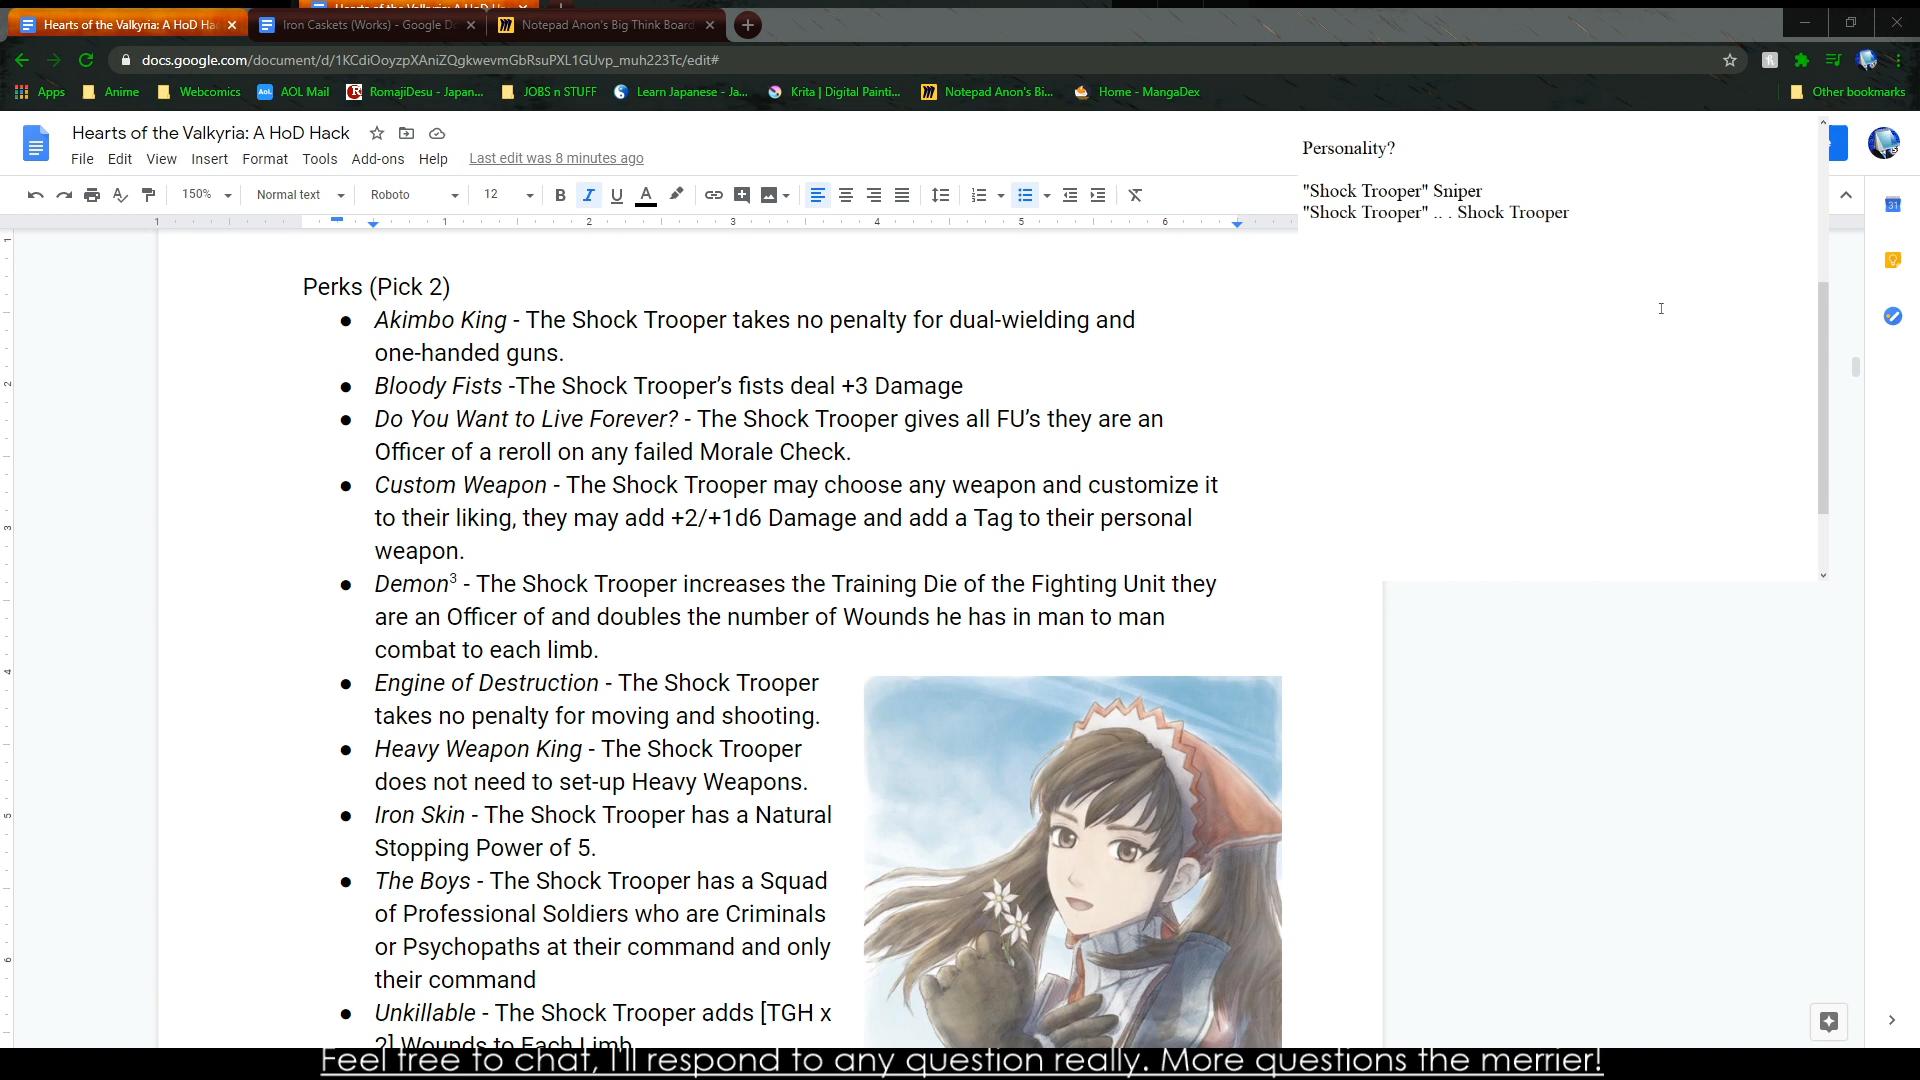 Hearts of the Valkyria: A HoD Ha
Iron Caskets (Works) - Google D
Notepad Anon's Big Think Board
docs.google.com/document/d/1KCdiOoyzpXAniZQgkwevmGbRsuPXL1GUvp_muh223Tc/edit#
Apps Anime Webcomics AOL Mail RomajiDesu - Japan... JOBS n STUFF Learn Japanese - Ja... Krita | Digital Painti... Notepad Anon's Bi... Home - MangaDex Other bookmarks
Hearts of the Valkyria: A HoD Hack
File Edit View Insert Format Tools Add-ons Help Last edit was 8 minutes ago
150% Normal text Roboto 12
Personality?
"Shock Trooper" Sniper
"Shock Trooper" .. . Shock Trooper
1 1 2 3 4 5 6
Perks (Pick 2)
● Akimbo King - The Shock Trooper takes no penalty for dual-wielding and
one-handed guns.
● Bloody Fists -The Shock Trooper's fists deal +3 Damage
● Do You Want to Live Forever? - The Shock Trooper gives all FU's they are an
Officer of a reroll on any failed Morale Check.
● Custom Weapon - The Shock Trooper may choose any weapon and customize it
to their liking, they may add +2/+1d6 Damage and add a Tag to their personal
weapon.
● Demon³ - The Shock Trooper increases the Training Die of the Fighting Unit they
are an Officer of and doubles the number of Wounds he has in man to man
combat to each limb.
● Engine of Destruction - The Shock Trooper
takes no penalty for moving and shooting.
● Heavy Weapon King - The Shock Trooper
does not need to set-up Heavy Weapons.
● Iron Skin - The Shock Trooper has a Natural
Stopping Power of 5.
● The Boys - The Shock Trooper has a Squad
of Professional Soldiers who are Criminals
or Psychopaths at their command and only
their command
● Unkillable - The Shock Trooper adds [TGH x
2] Wounds to Each Limb
Feel free to chat, I'll respond to any question really. More questions the merrier!